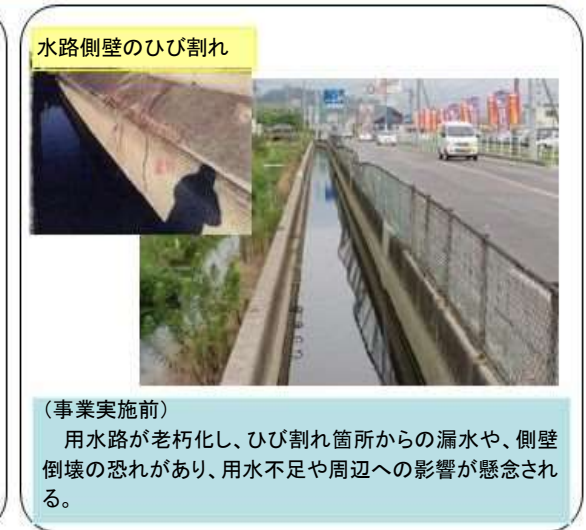 水路側壁のひび割れ
(事業実施前)
用水路が老朽化し、ひび割れ箇所からの漏水や、側壁
倒壊の恐れがあり、用水不足や周辺への影響が懸念され
る。